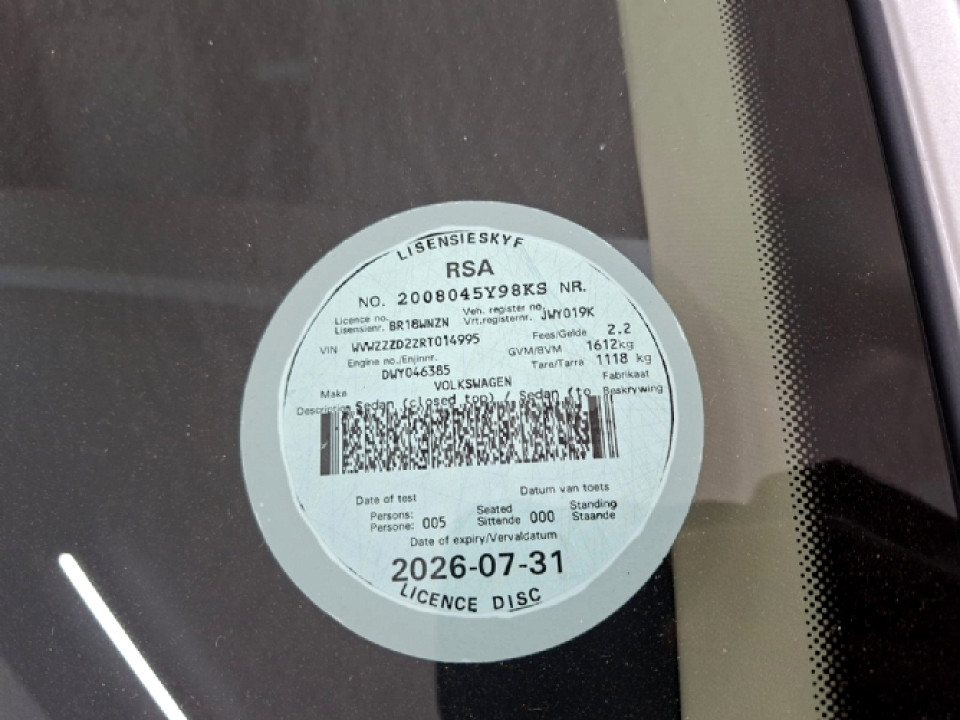 LISENSIESKYF
RSA
NO. 2008045Y98KS NR.
Licence no. Veh. register no.
Lisensienr. BR18WNZN Vrt.registernr. JWY019K
VIN WVWZZZD2ZRT014995 Fees/Gelde 2.2
Engine no./Enjinnr. GVM/BVM 1612kg
DWY046385 Tare/Tarra 1118 kg
Make VOLKSWAGEN Fabrikaat
Description Sedan (closed top) / Sedan (to Beskrywing
Date of test Datum van toets
Persons: Seated Standing
Persone: 005 Sittende 000 Staande
Date of expiry/Vervaldatum
2026-07-31
LICENCE DISC